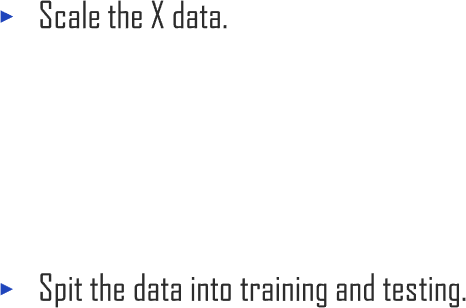 ► Scale the X data.
► Spit the data into training and testing.